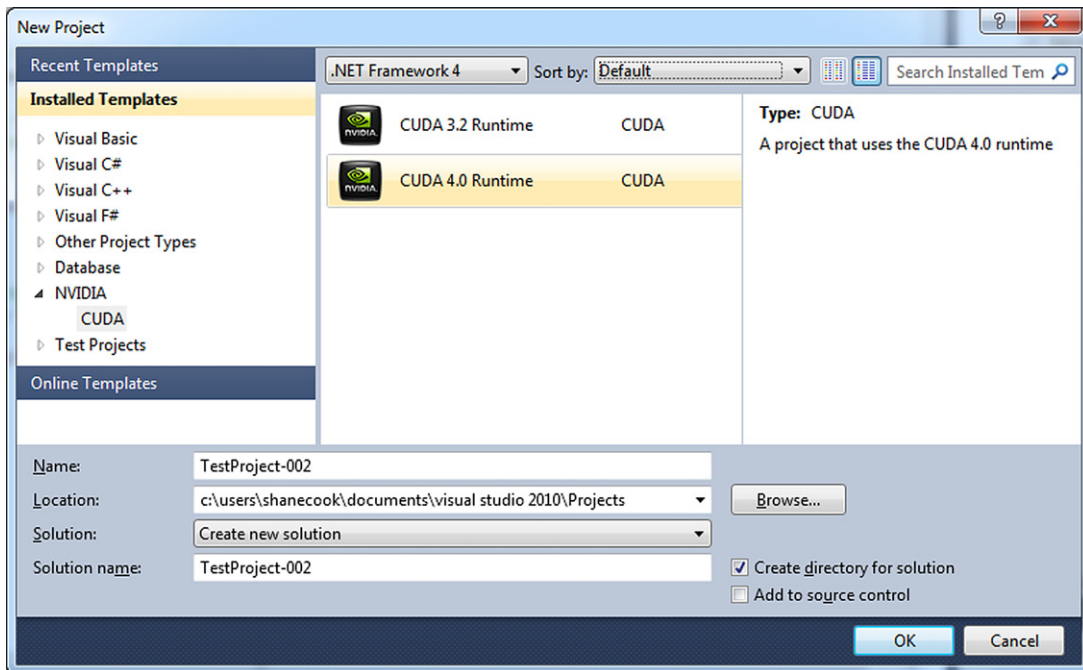 New Project
Recent Templates
Installed Templates
Visual Basic
Visual C#
Visual C++
Visual F#
Other Project Types
Database
NVIDIA
CUDA
Test Projects
Online Templates
.NET Framework 4 Sort by: Default Search Installed Tem
NVIDIA CUDA 3.2 Runtime CUDA
NVIDIA CUDA 4.0 Runtime CUDA
Type: CUDA
A project that uses the CUDA 4.0 runtime
Name: TestProject-002
Location: c:\users\shanecook\documents\visual studio 2010\Projects Browse...
Solution: Create new solution
Solution name: TestProject-002
Create directory for solution
Add to source control
OK Cancel